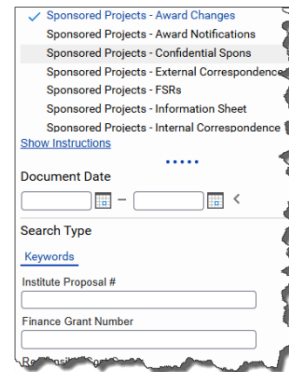 Sponsored Projects - Award Changes
Sponsored Projects - Award Notifications
Sponsored Projects - Confidential Spons
Sponsored Projects - External Correspondence
Sponsored Projects - FSRs
Sponsored Projects - Information Sheet
Sponsored Projects - Internal Correspondence
Show Instructions
Document Date
–
Search Type
Keywords
Institute Proposal #
Finance Grant Number